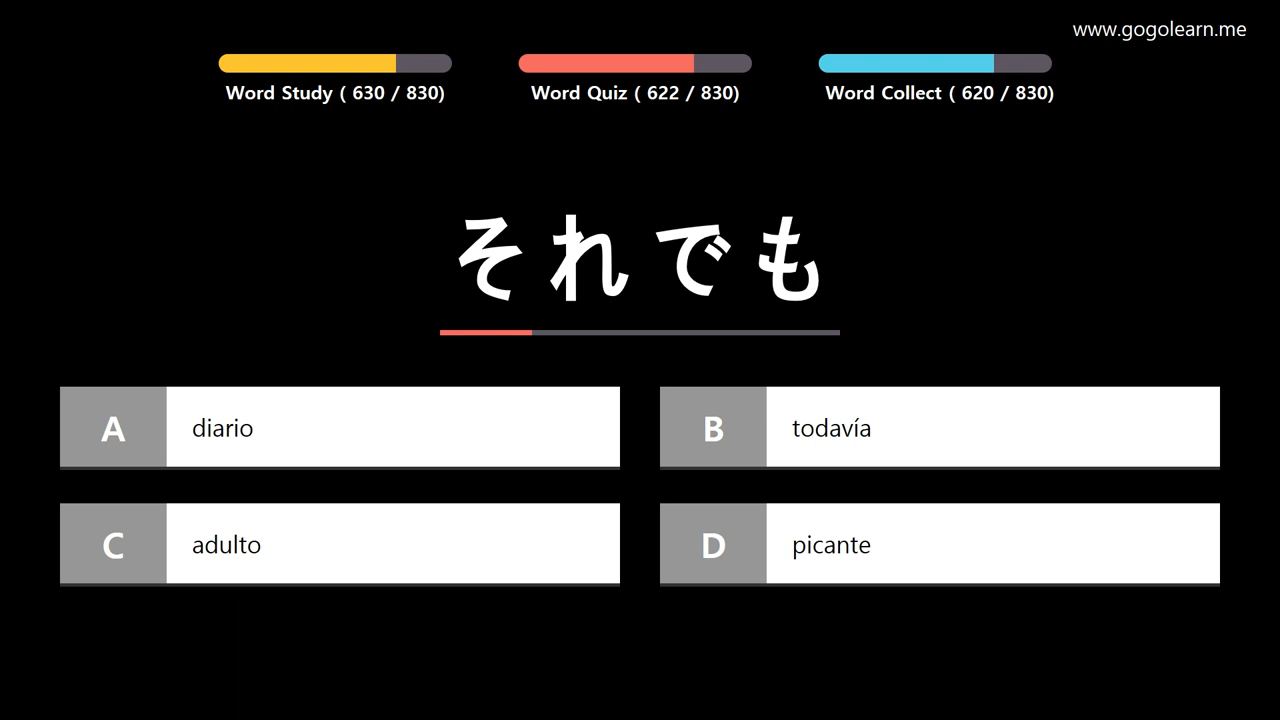 www.gogolearn.me
Word Study ( 630 / 830)
Word Quiz ( 622 / 830)
Word Collect ( 620 / 830)
それでも
A diario
B todavía
C adulto
D picante